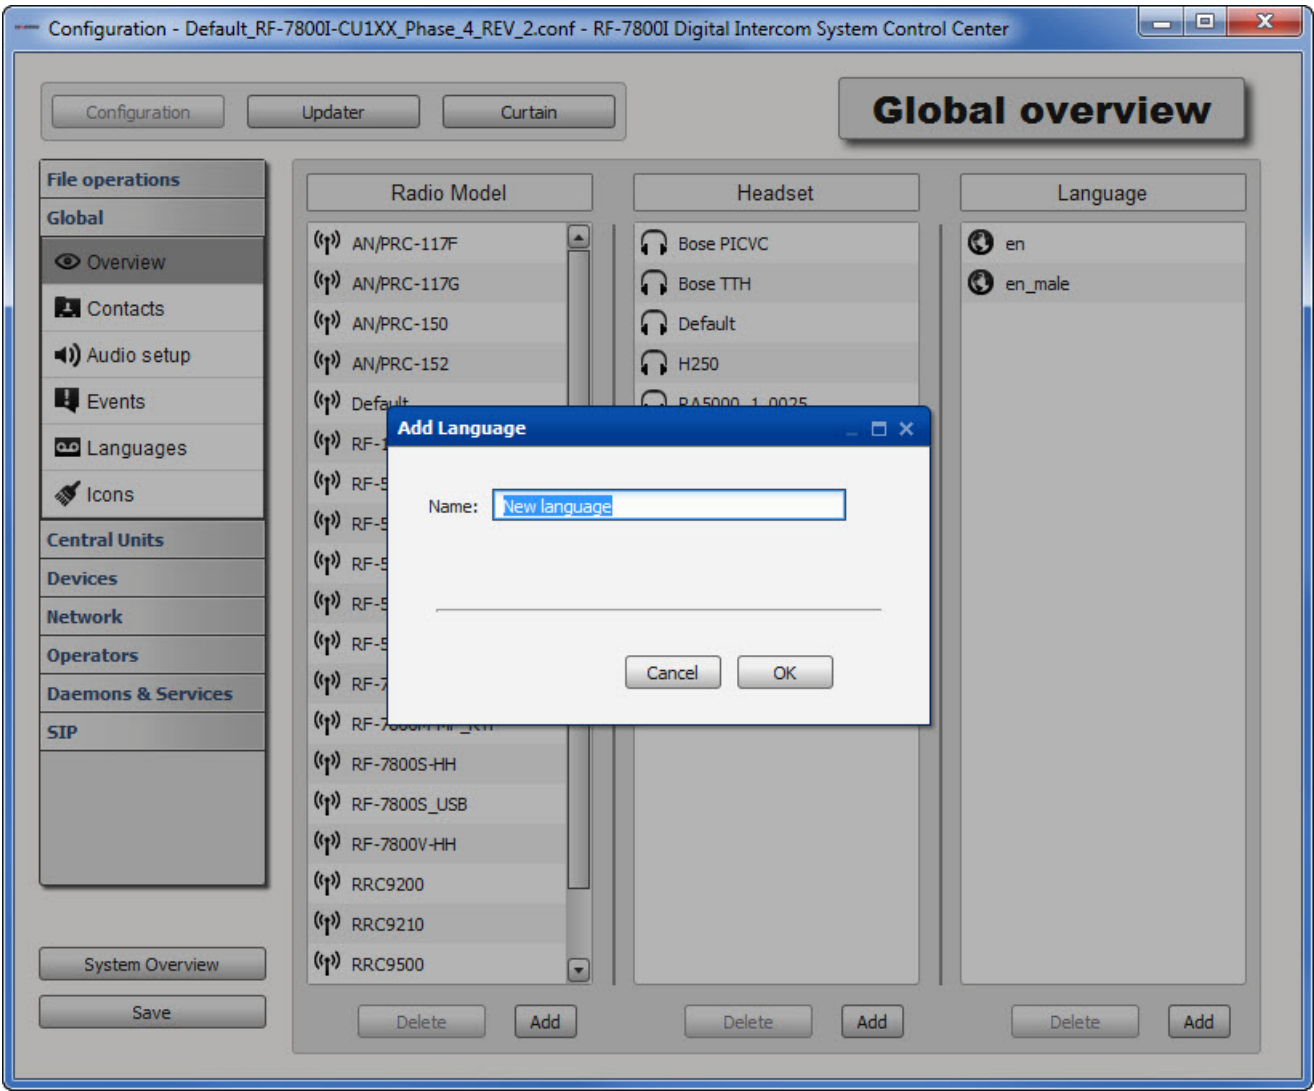 Configuration - Default_RF-7800I-CU1XX_Phase_4_REV_2.conf - RF-7800I Digital Intercom System Control Center
Configuration
Updater
Curtain
Global overview
File operations
Global
Overview
Contacts
Audio setup
Events
Languages
Icons
Central Units
Devices
Network
Operators
Daemons & Services
SIP
System Overview
Save
Radio Model
AN/PRC-117F
AN/PRC-117G
AN/PRC-150
AN/PRC-152
Default
RRC9200
RF-7800S-HH
RF-7800S_USB
RF-7800V-HH
RRC9210
RRC9500
Delete
Add
Headset
Bose PICVC
Bose TTH
Default
H250
RA5000_1_0025
Delete
Add
Language
en
en_male
Delete
Add
Add Language
Name:
New language
Cancel
OK